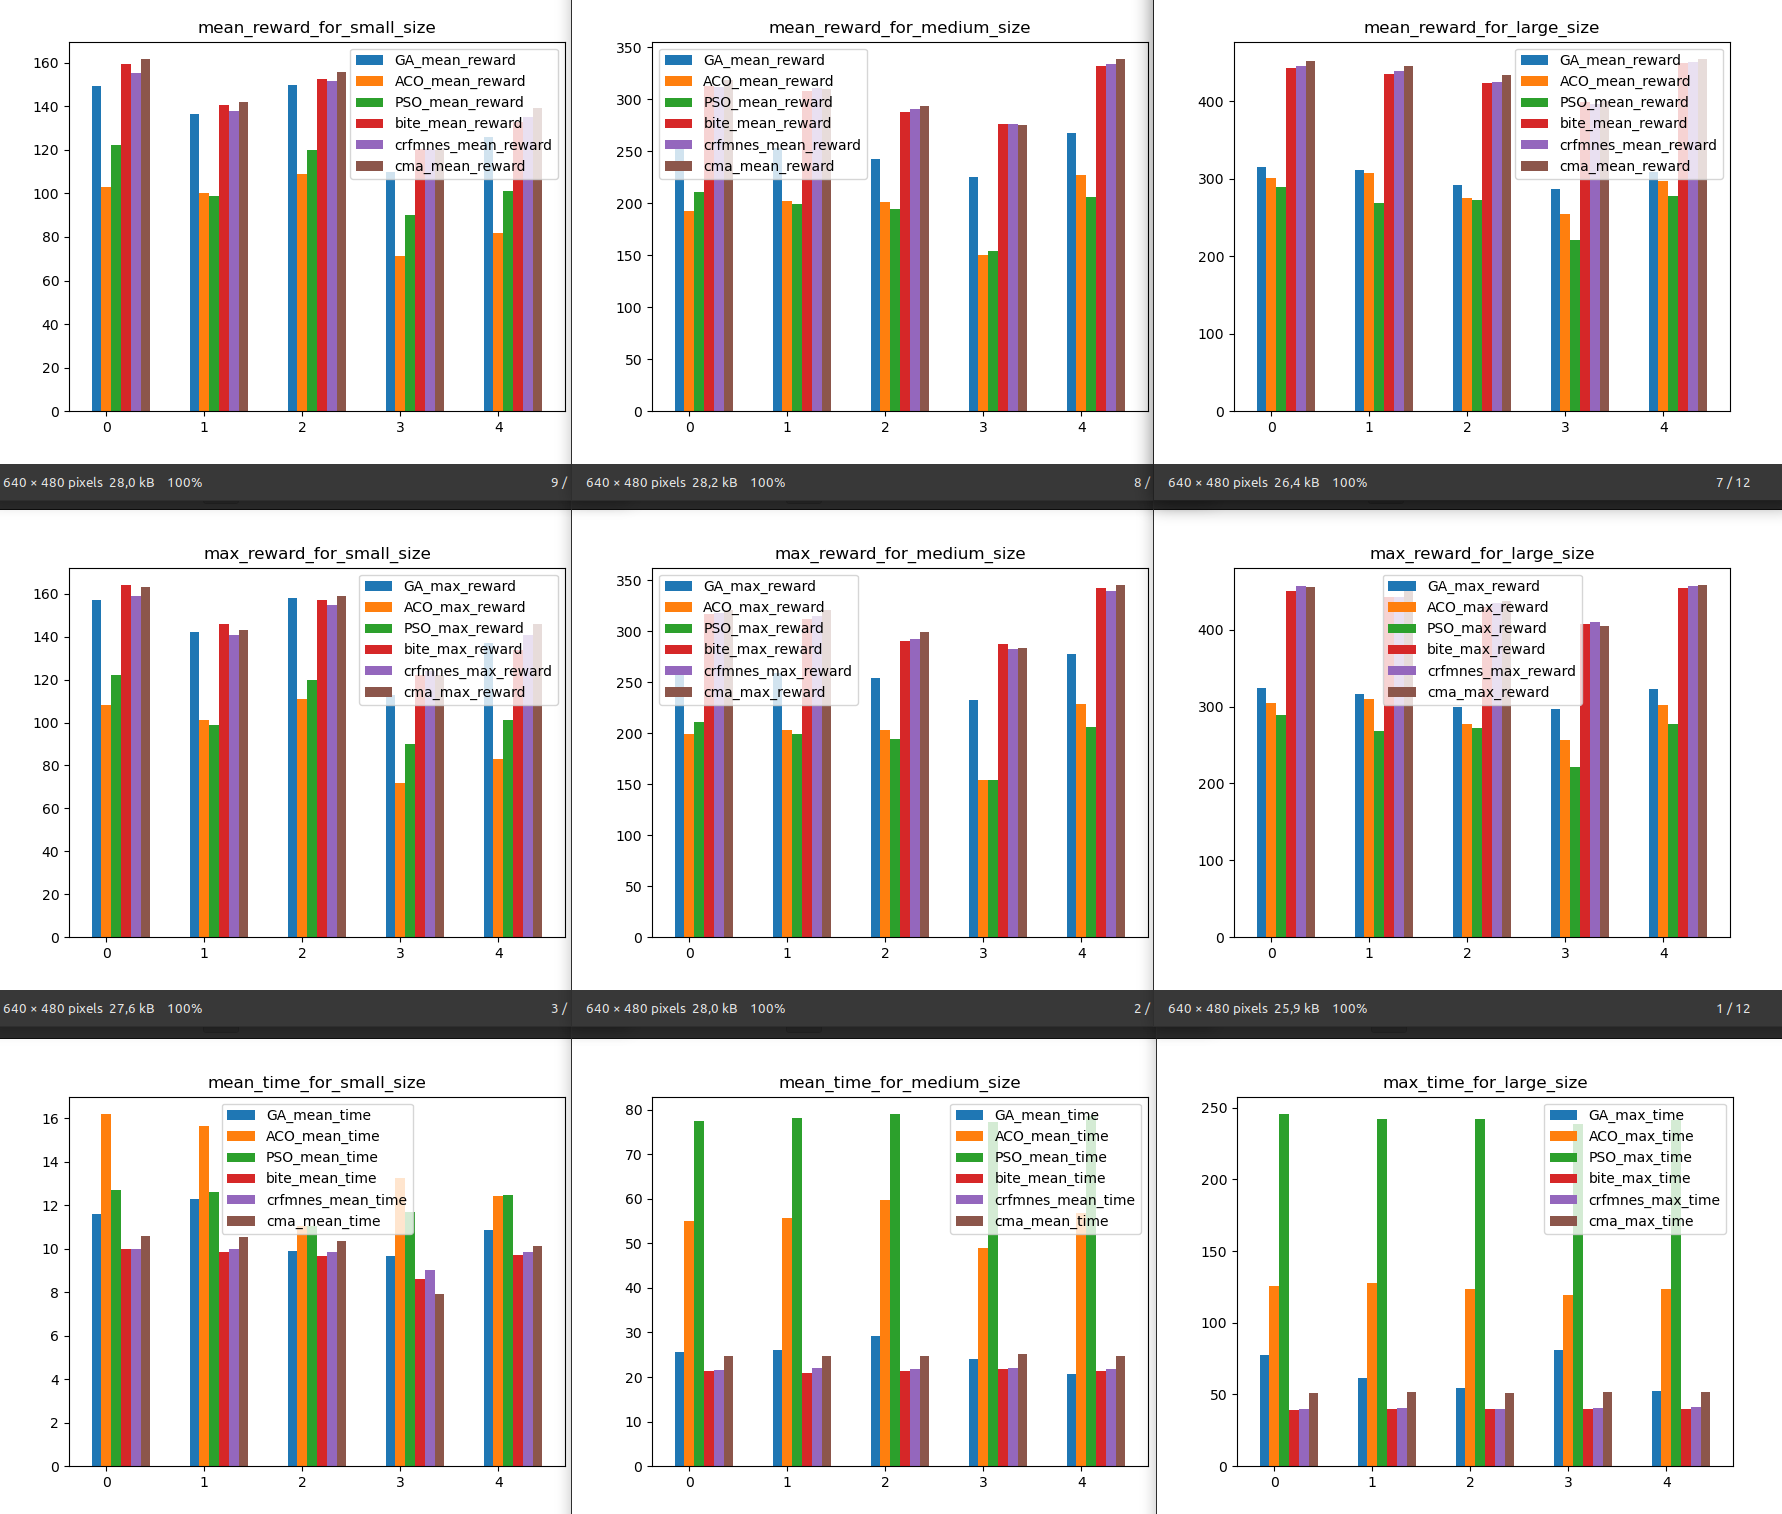 mean_reward_for_small_size
160
140
120
100
80
60
40
20
0
0 1 2 3 4
GA_mean_reward
ACO_mean_reward
PSO_mean_reward
bite_mean_reward
crfmnes_mean_reward
cma_mean_reward
640 × 480 pixels 28,0 kB 100% 9 /
mean_reward_for_medium_size
350
300
250
200
150
100
50
0
0 1 2 3 4
GA_mean_reward
ACO_mean_reward
PSO_mean_reward
bite_mean_reward
crfmnes_mean_reward
cma_mean_reward
640 × 480 pixels 28,2 kB 100% 8 /
mean_reward_for_large_size
400
300
200
100
0
0 1 2 3 4
GA_mean_reward
ACO_mean_reward
PSO_mean_reward
bite_mean_reward
crfmnes_mean_reward
cma_mean_reward
640 × 480 pixels 26,4 kB 100% 7 / 12
max_reward_for_small_size
160
140
120
100
80
60
40
20
0
0 1 2 3 4
GA_max_reward
ACO_max_reward
PSO_max_reward
bite_max_reward
crfmnes_max_reward
cma_max_reward
640 × 480 pixels 27,6 kB 100% 3 /
max_reward_for_medium_size
350
300
250
200
150
100
50
0
0 1 2 3 4
GA_max_reward
ACO_max_reward
PSO_max_reward
bite_max_reward
crfmnes_max_reward
cma_max_reward
640 × 480 pixels 28,0 kB 100% 2 /
max_reward_for_large_size
400
300
200
100
0
0 1 2 3 4
GA_max_reward
ACO_max_reward
PSO_max_reward
bite_max_reward
crfmnes_max_reward
cma_max_reward
640 × 480 pixels 25,9 kB 100% 1 / 12
mean_time_for_small_size
16
14
12
10
8
6
4
2
0
0 1 2 3 4
GA_mean_time
ACO_mean_time
PSO_mean_time
bite_mean_time
crfmnes_mean_time
cma_mean_time
mean_time_for_medium_size
80
70
60
50
40
30
20
10
0
0 1 2 3 4
GA_mean_time
ACO_mean_time
PSO_mean_time
bite_mean_time
crfmnes_mean_time
cma_mean_time
max_time_for_large_size
250
200
150
100
50
0
0 1 2 3 4
GA_max_time
ACO_max_time
PSO_max_time
bite_max_time
crfmnes_max_time
cma_max_time